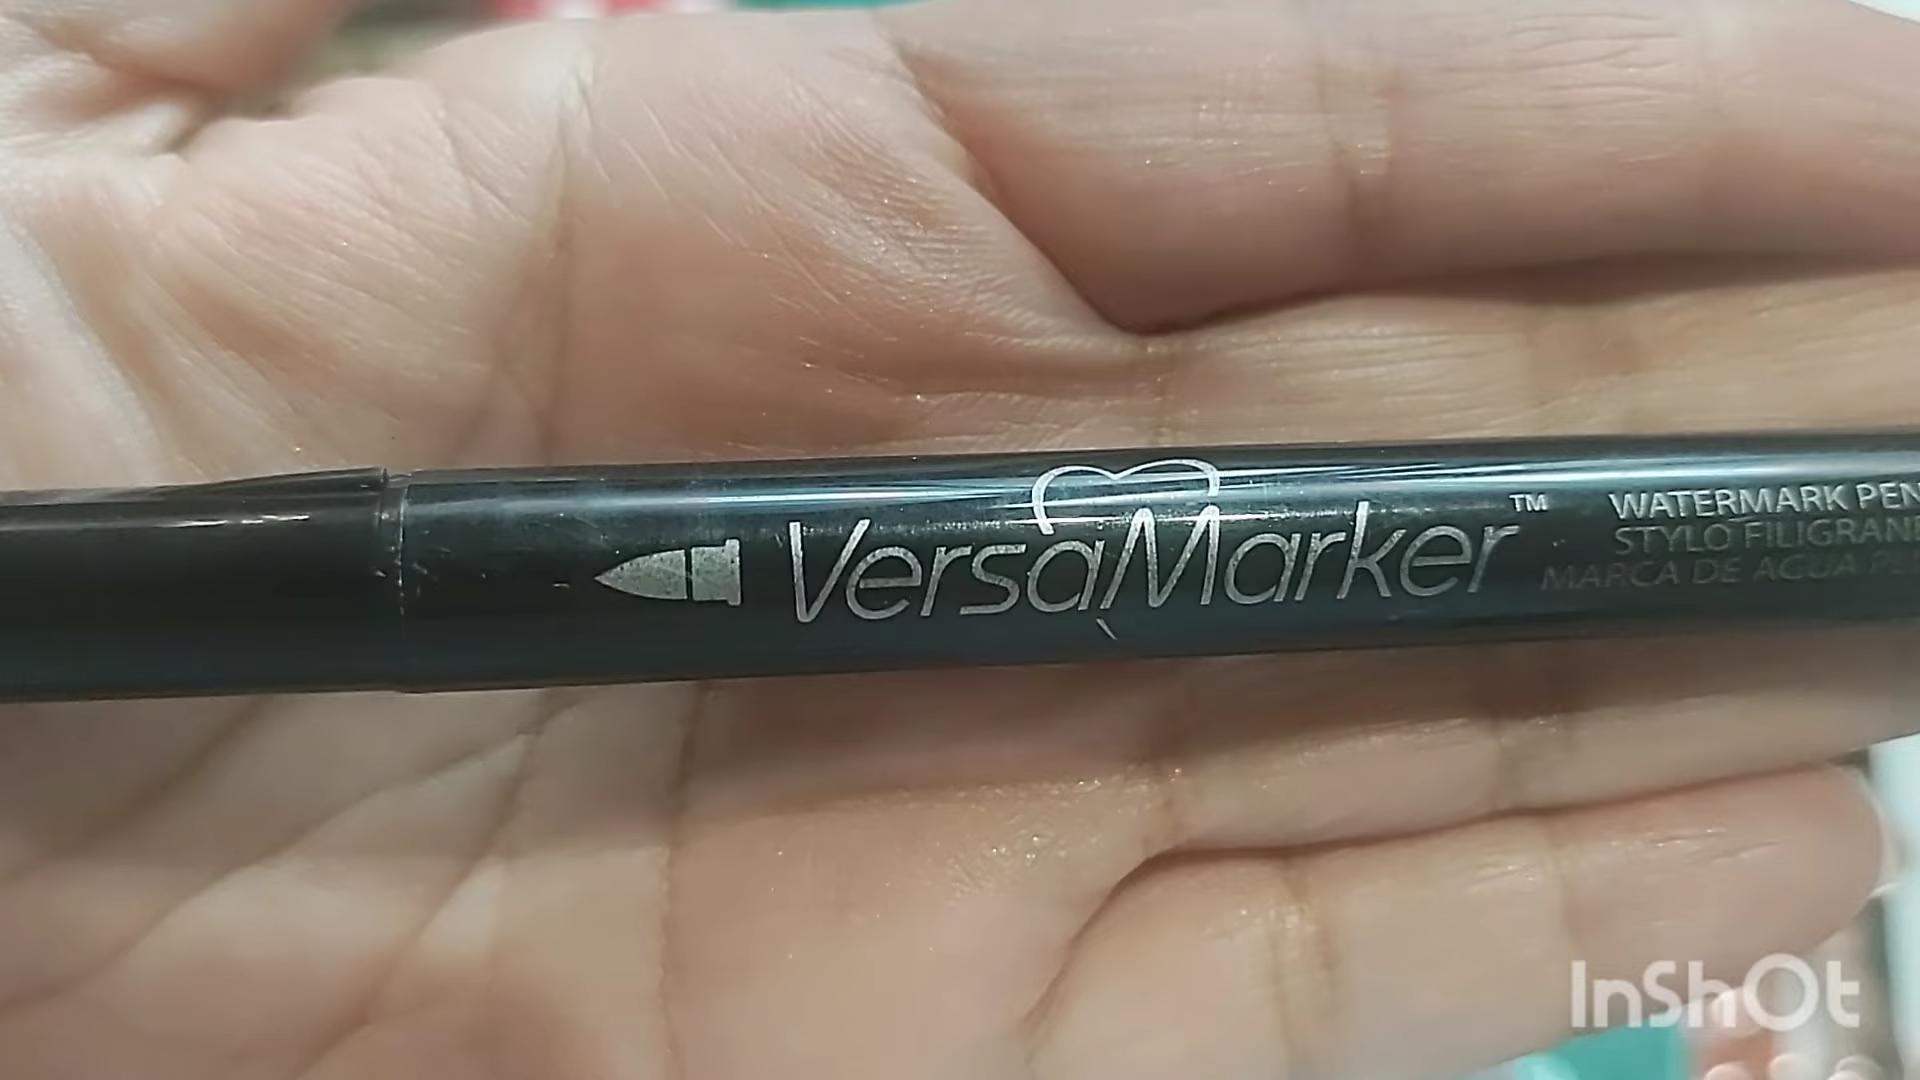 VersaMarker™
WATERMARK PEN
STYLO FILIGRANE
MARCA DE AGUA
InShOt